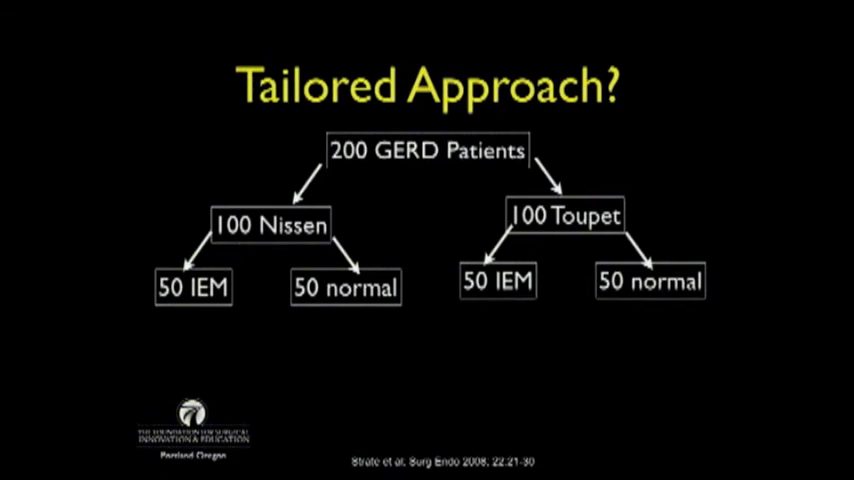 Tailored Approach?
200 GERD Patients
100 Nissen
100 Toupet
50 IEM
50 normal
50 IEM
50 normal
THE FOUNDATION FOR SURGICAL
INNOVATION & EDUCATION
Portland Oregon
Strate et al. Surg Endo 2008; 22:21-30